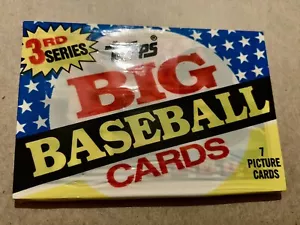 3RD
SERIES
TOPPS
BIG
BASEBALL
CARDS
7
PICTURE
CARDS